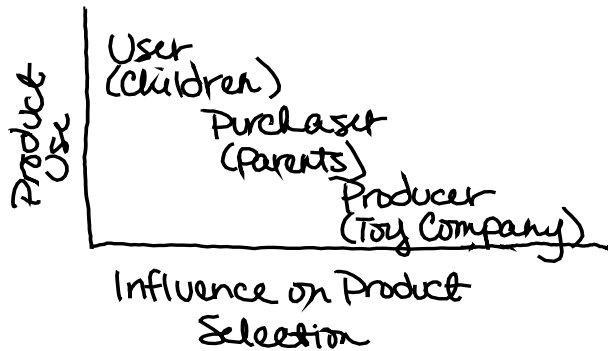 User
(Children)
Purchaser
(Parents)
Producer
(Toy Company)
Product
Use
Influence on Product
Selection